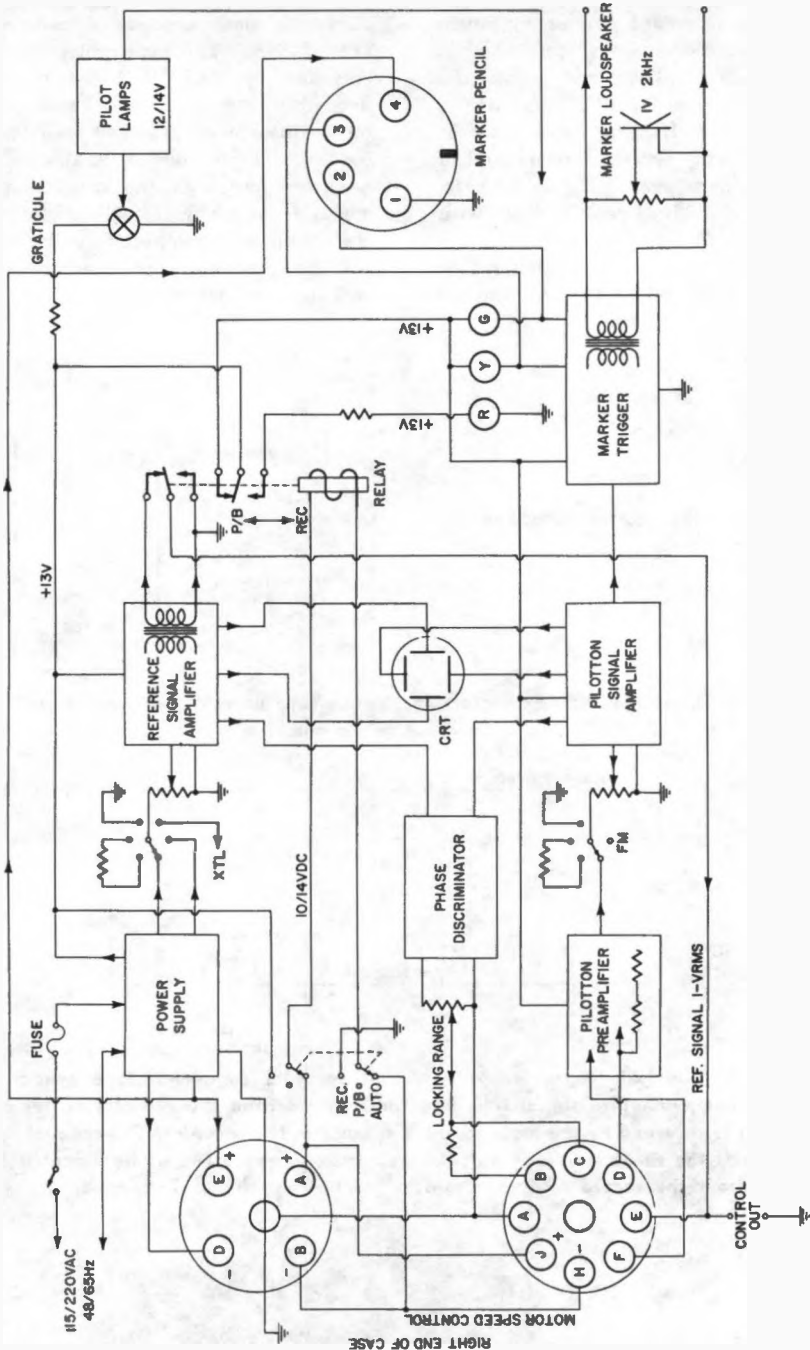 115/220VAC
48/65Hz
FUSE
POWER
SUPPLY
+13V
REFERENCE
SIGNAL
AMPLIFIER
XTL
GRATICULE
PILOT
LAMPS
12/14V
10/14VDC
P/B
REC
RELAY
+13V
+13V
R
Y
G
1
2
3
4
MARKER PENCIL
MARKER LOUDSPEAKER
1V 2kHz
MARKER
TRIGGER
CRT
PILOTTON
SIGNAL
AMPLIFIER
PHASE
DISCRIMINATOR
FM
PILOTTON
PREAMPLIFIER
REF. SIGNAL 1-VRMS
LOCKING RANGE
REC.
P/B
AUTO
D
-
E
+
B
-
A
+
A
B
C
D
E
F
H
-
J
+
CONTROL
OUT
MOTOR SPEED CONTROL
RIGHT END OF CASE